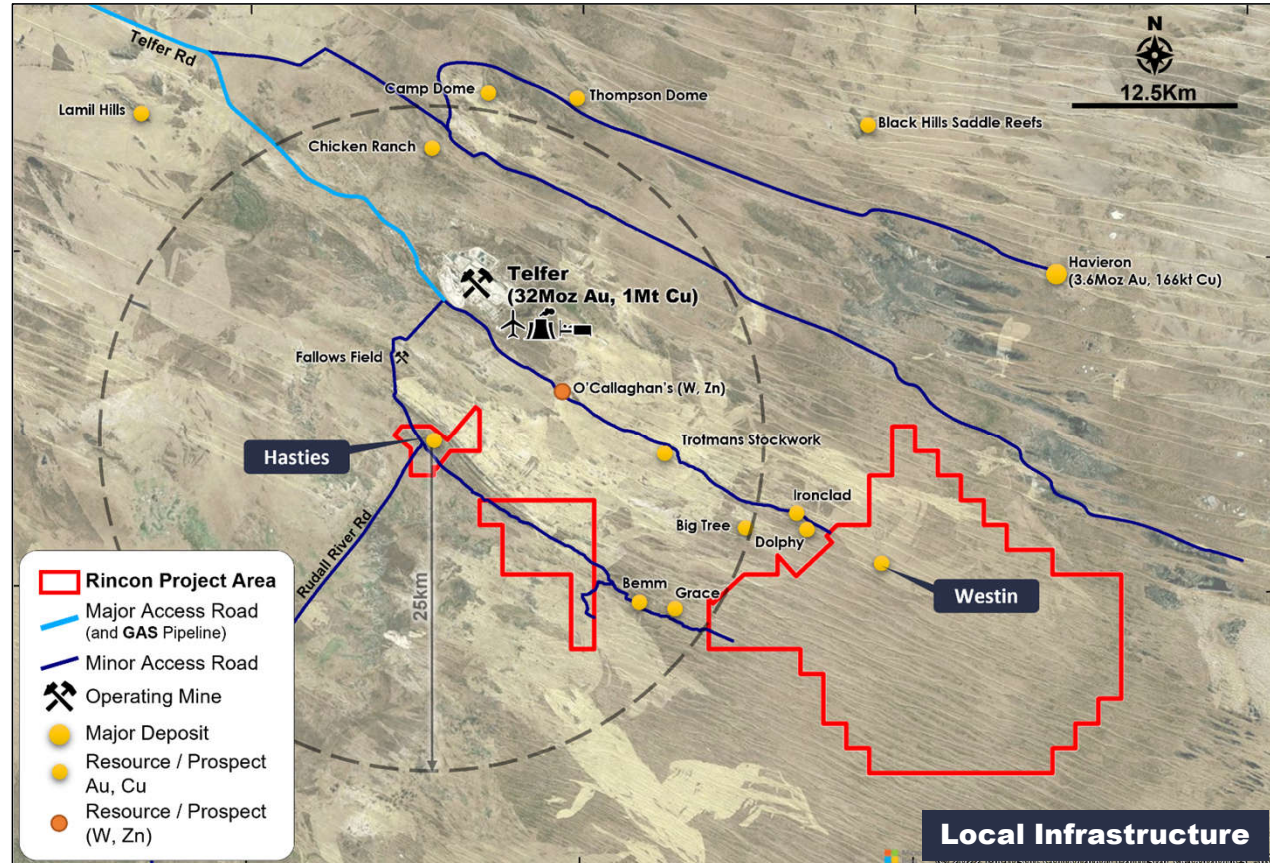 Telfer Rd
Lamil Hills
Camp Dome
Thompson Dome
Chicken Ranch
Black Hills Saddle Reefs
N
12.5Km
Havieron
(3.6Moz Au, 166kt Cu)
Telfer
(32Moz Au, 1Mt Cu)
Fallows Field
O'Callaghan's (W, Zn)
Hasties
Trotmans Stockwork
Ironclad
Big Tree
Dolphy
Westin
Bemm
Grace
Rudall River Rd
25km
Rincon Project Area
Major Access Road
(and GAS Pipeline)
Minor Access Road
Operating Mine
Major Deposit
Resource / Prospect
Au, Cu
Resource / Prospect
(W, Zn)
Local Infrastructure